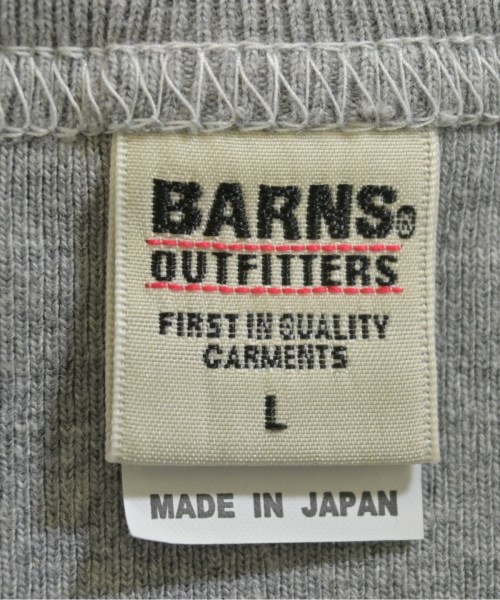 BARNS®
OUTFITTERS
FIRST IN QUALITY
GARMENTS
L
MADE IN JAPAN